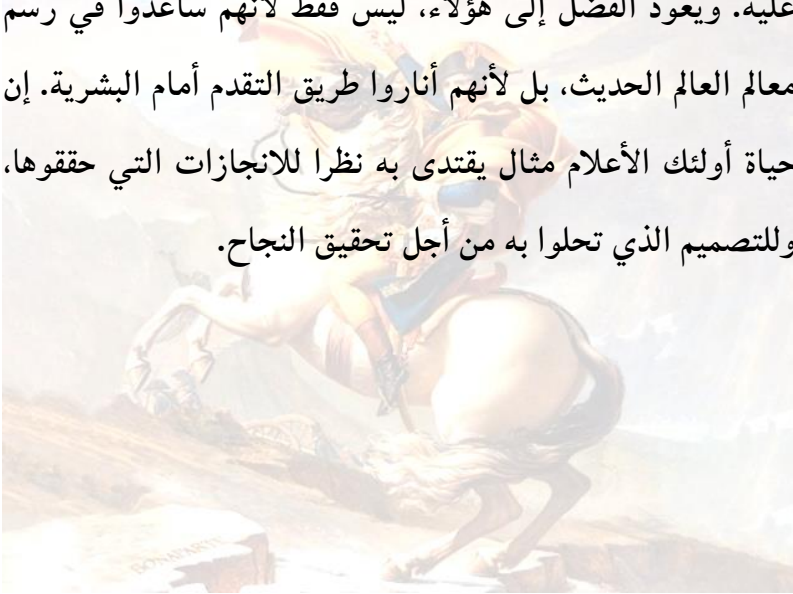 عليه. ويعود الفضل إلى هؤلاء، ليس فقط لأنهم ساعدوا في رسم
معالم العالم الحديث، بل لأنهم أناروا طريق التقدم أمام البشرية. إن
حياة أولئك الأعلام مثال يقتدى به نظرا للانجازات التي حققوها،
وللتصميم الذي تحلوا به من أجل تحقيق النجاح.
BONAPARTE